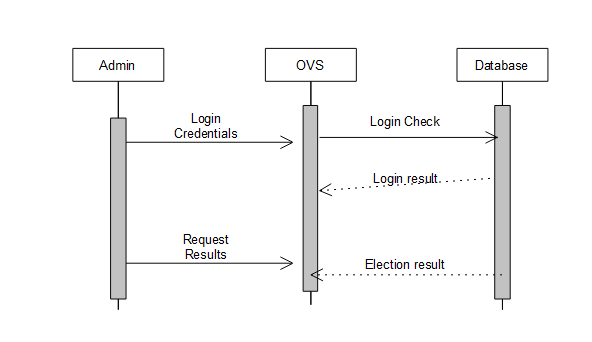 Admin
OVS
Database
Login
Credentials
Login Check
Login result
Request
Results
Election result